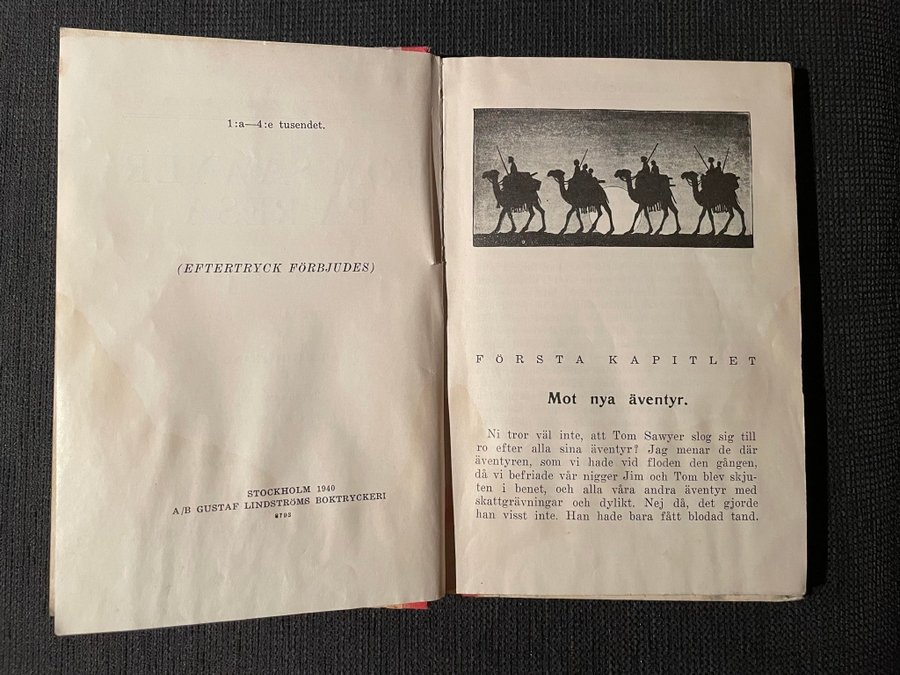 1:a—4:e tusendet.
(EFTERTRYCK FÖRBJUDES)
STOCKHOLM 1940
A/B GUSTAF LINDSTRÖMS BOKTRYCKERI
8793
FÖRSTA KAPITLET
Mot nya äventyr.
Ni tror väl inte, att Tom Sawyer slog sig till
ro efter alla sina äventyr? Jag menar de där
äventyren, som vi hade vid floden den gången,
då vi befriade vår nigger Jim och Tom blev skju-
ten i benet, och alla våra andra äventyr med
skattgrävningar och dylikt. Nej då, det gjorde
han visst inte. Han hade bara fått blodad tand.